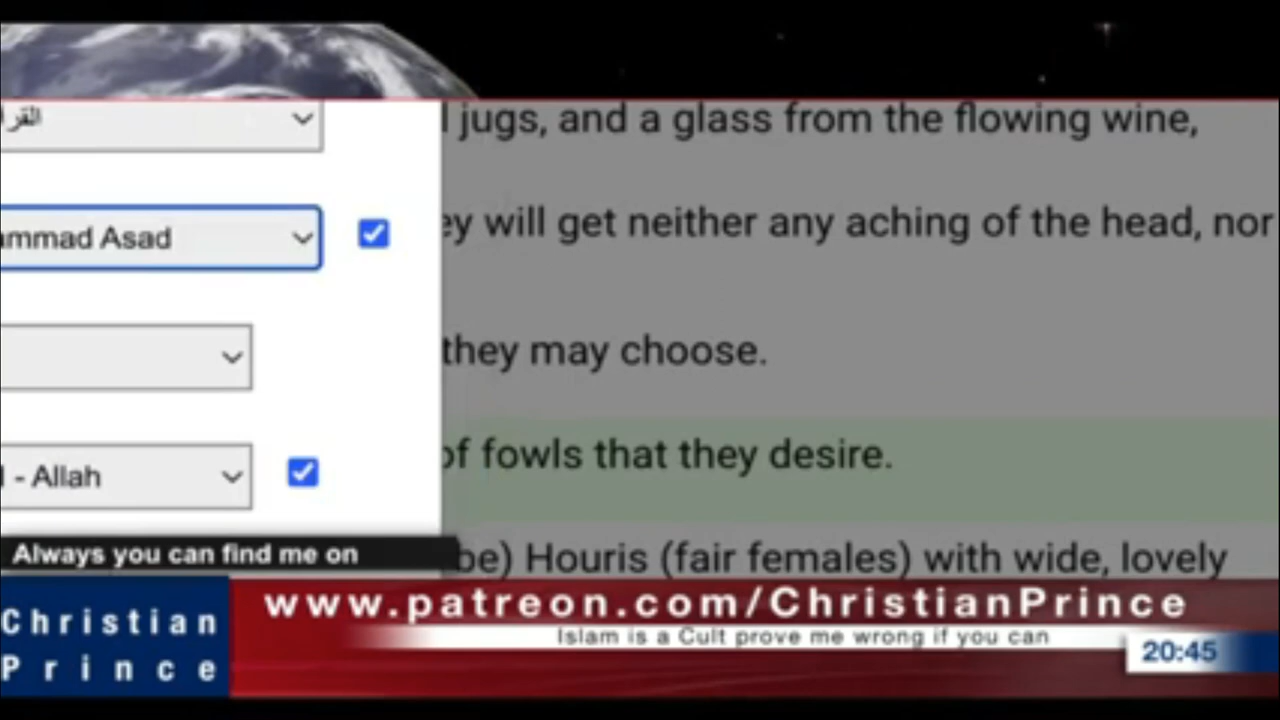 القرا
l jugs, and a glass from the flowing wine,
ammad Asad
ey will get neither any aching of the head, nor
they may choose.
of fowls that they desire.
l - Allah
be) Houris (fair females) with wide, lovely
Always you can find me on
www.patreon.com/ChristianPrince
Islam is a Cult prove me wrong if you can
Christian
Prince
20:45